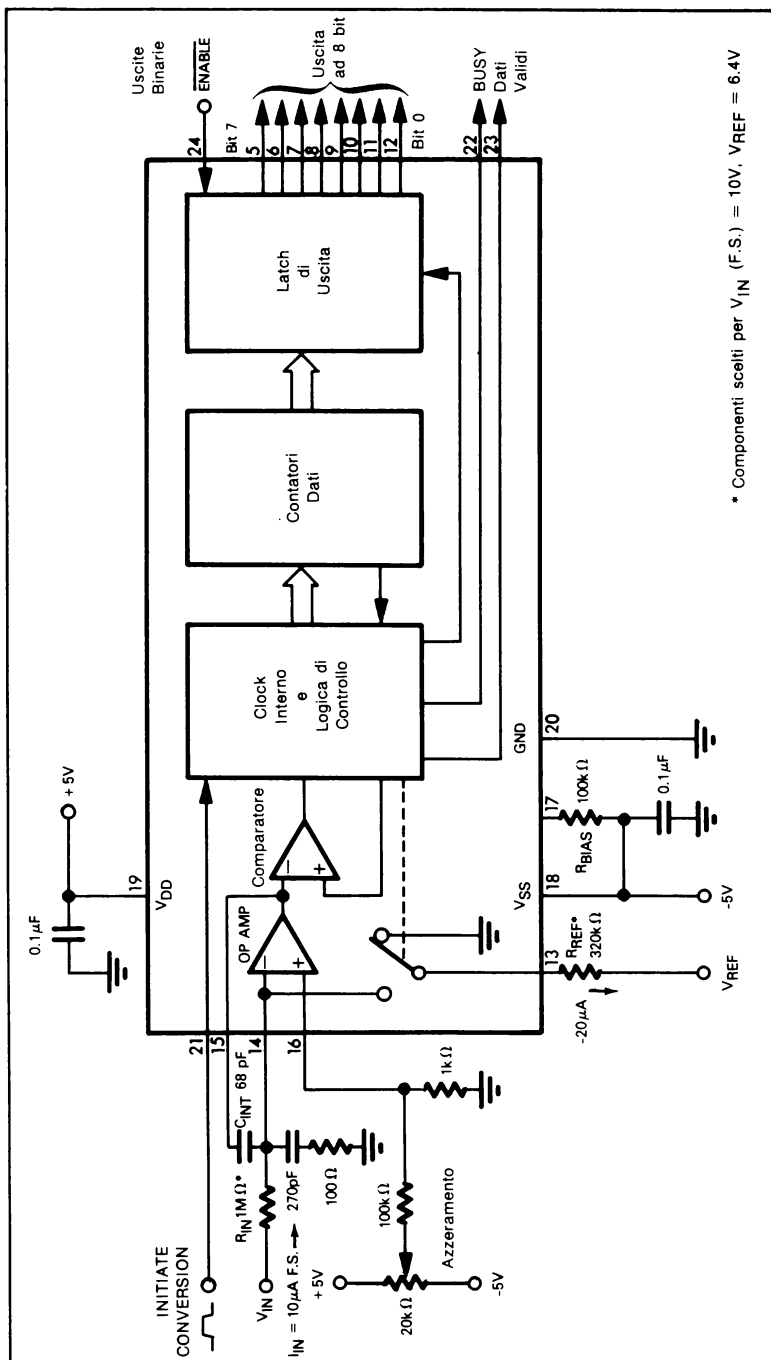 INITIATE
CONVERSION
21
15
14
16
V_IN
I_IN = 10μA F.S.
R_IN 1MΩ*
C_INT 68 pF
270pF
100Ω
+5V
20kΩ
-5V
Azzeramento
100kΩ
1kΩ
0.1μF
+5V
19
V_DD
OP AMP
−
+
Comparatore
−
+
Clock
Interno
e
Logica di
Controllo
Contatori
Dati
Latch
di
Uscita
24
ENABLE
Uscite
Binarie
Bit 7
5
6
7
8
9
10
11
12
Bit 0
Uscita
ad 8 bit
22
23
BUSY
Dati
Validi
13
R_REF*
320kΩ
-20μA
V_REF
V_SS
18
-5V
17
R_BIAS
100kΩ
0.1μF
GND
20
* Componenti scelti per V_IN (F.S.) = 10V, V_REF = 6.4V